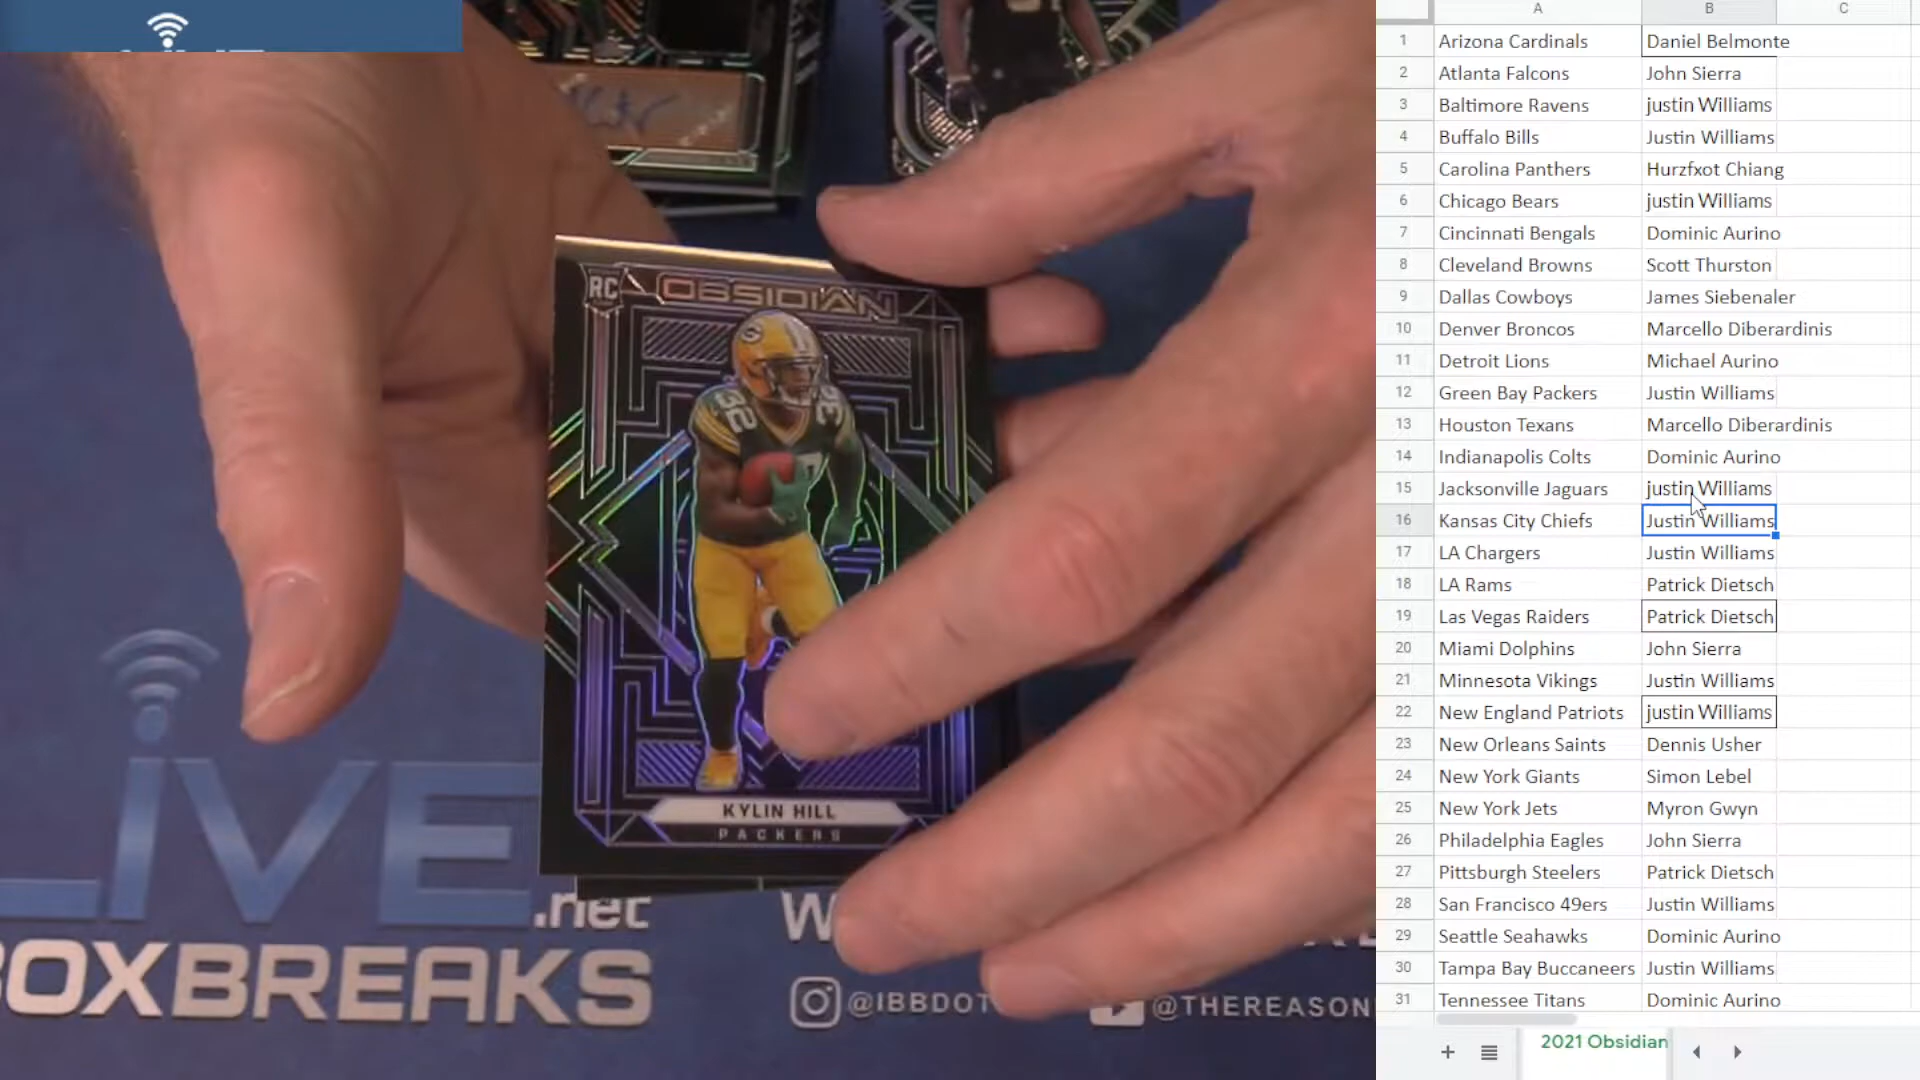 RC
OBSIDIAN
32
32
KYLIN HILL
PACKERS
LIVE
.net
BOXBREAKS
@IBBDOT
@THEREASON
A B C
1 Arizona Cardinals Daniel Belmonte
2 Atlanta Falcons John Sierra
3 Baltimore Ravens justin Williams
4 Buffalo Bills Justin Williams
5 Carolina Panthers Hurzfxot Chiang
6 Chicago Bears justin Williams
7 Cincinnati Bengals Dominic Aurino
8 Cleveland Browns Scott Thurston
9 Dallas Cowboys James Siebenaler
10 Denver Broncos Marcello Diberardinis
11 Detroit Lions Michael Aurino
12 Green Bay Packers Justin Williams
13 Houston Texans Marcello Diberardinis
14 Indianapolis Colts Dominic Aurino
15 Jacksonville Jaguars justin Williams
16 Kansas City Chiefs Justin Williams
17 LA Chargers Justin Williams
18 LA Rams Patrick Dietsch
19 Las Vegas Raiders Patrick Dietsch
20 Miami Dolphins John Sierra
21 Minnesota Vikings Justin Williams
22 New England Patriots justin Williams
23 New Orleans Saints Dennis Usher
24 New York Giants Simon Lebel
25 New York Jets Myron Gwyn
26 Philadelphia Eagles John Sierra
27 Pittsburgh Steelers Patrick Dietsch
28 San Francisco 49ers Justin Williams
29 Seattle Seahawks Dominic Aurino
30 Tampa Bay Buccaneers Justin Williams
31 Tennessee Titans Dominic Aurino
2021 Obsidian